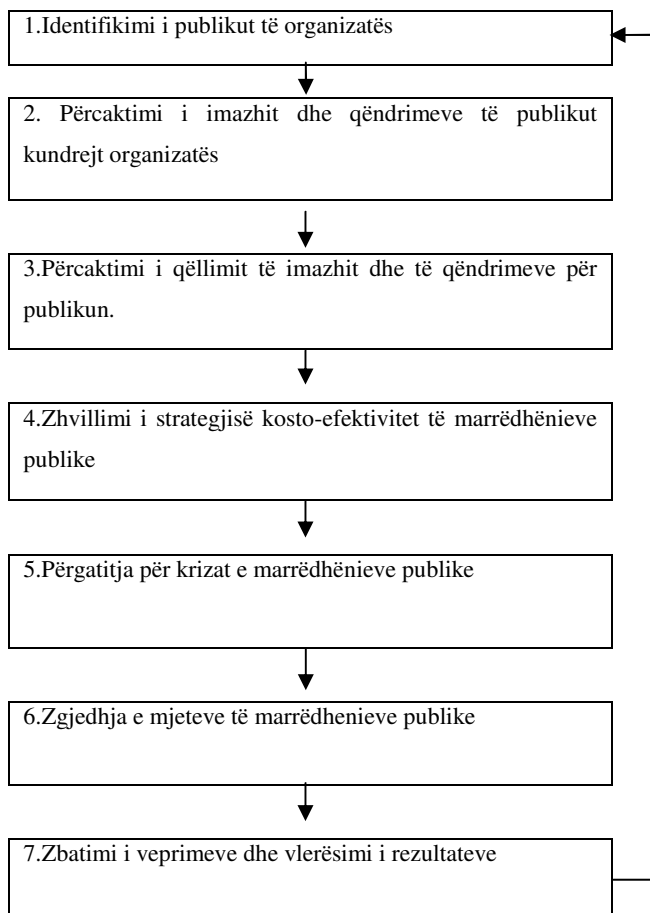 1.Identifikimi i publikut të organizatës
2. Përcaktimi i imazhit dhe qëndrimeve të publikut
kundrejt organizatës
3.Përcaktimi i qëllimit të imazhit dhe të qëndrimeve për
publikun.
4.Zhvillimi i strategjisë kosto-efektivitet të marrëdhënieve
publike
5.Përgatitja për krizat e marrëdhënieve publike
6.Zgjedhja e mjeteve të marrëdhenieve publike
7.Zbatimi i veprimeve dhe vlerësimi i rezultateve